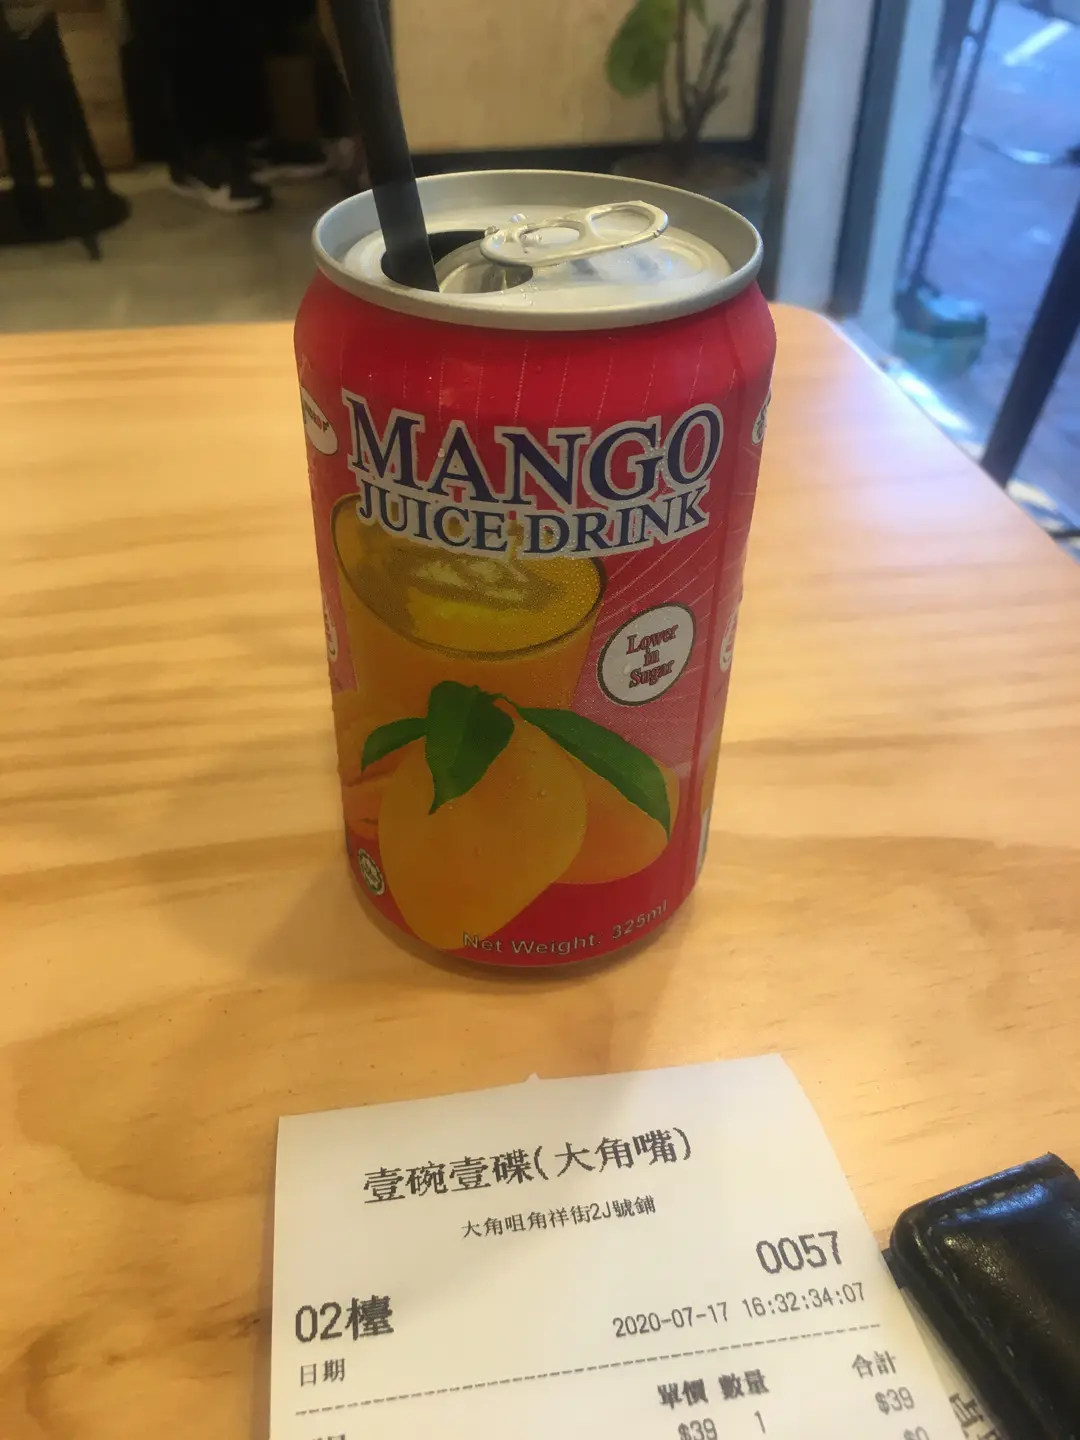 MANGO
JUICE DRINK
Lower
in
Sugar
Net Weight. 325ml
壹碗壹碟(大角嘴)
大角咀角祥街2J號鋪
0057
02檯
2020-07-17 16:32:34:07
日期
單價 數量 合計
$39 1 $39
$0